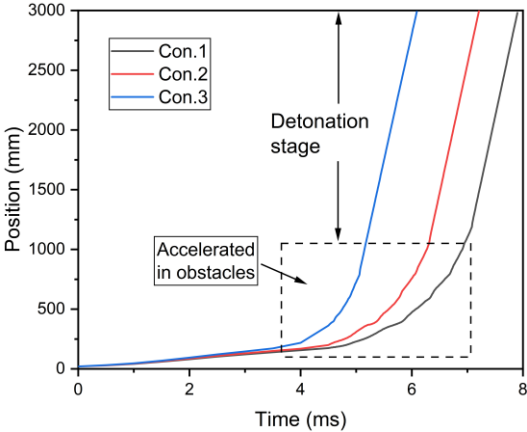 3000
2500
2000
1500
1000
500
0
Position (mm)
Con.1
Con.2
Con.3
Detonation
stage
Accelerated
in obstacles
0
2
4
6
8
Time (ms)